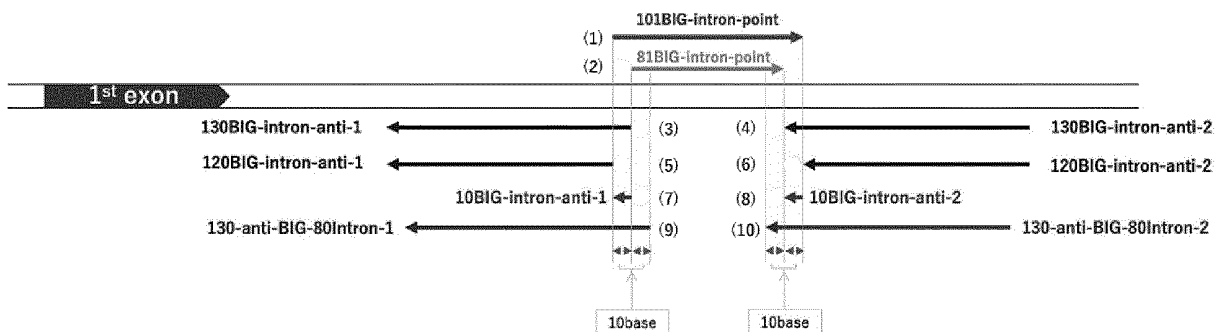 101BIG-intron-point
(1)
81BIG-intron-point
(2)
1st exon
130BIG-intron-anti-1 (3) (4) 130BIG-intron-anti-2
120BIG-intron-anti-1 (5) (6) 120BIG-intron-anti-2
10BIG-intron-anti-1 (7) (8) 10BIG-intron-anti-2
130-anti-BIG-80Intron-1 (9) (10) 130-anti-BIG-80Intron-2
10base 10base